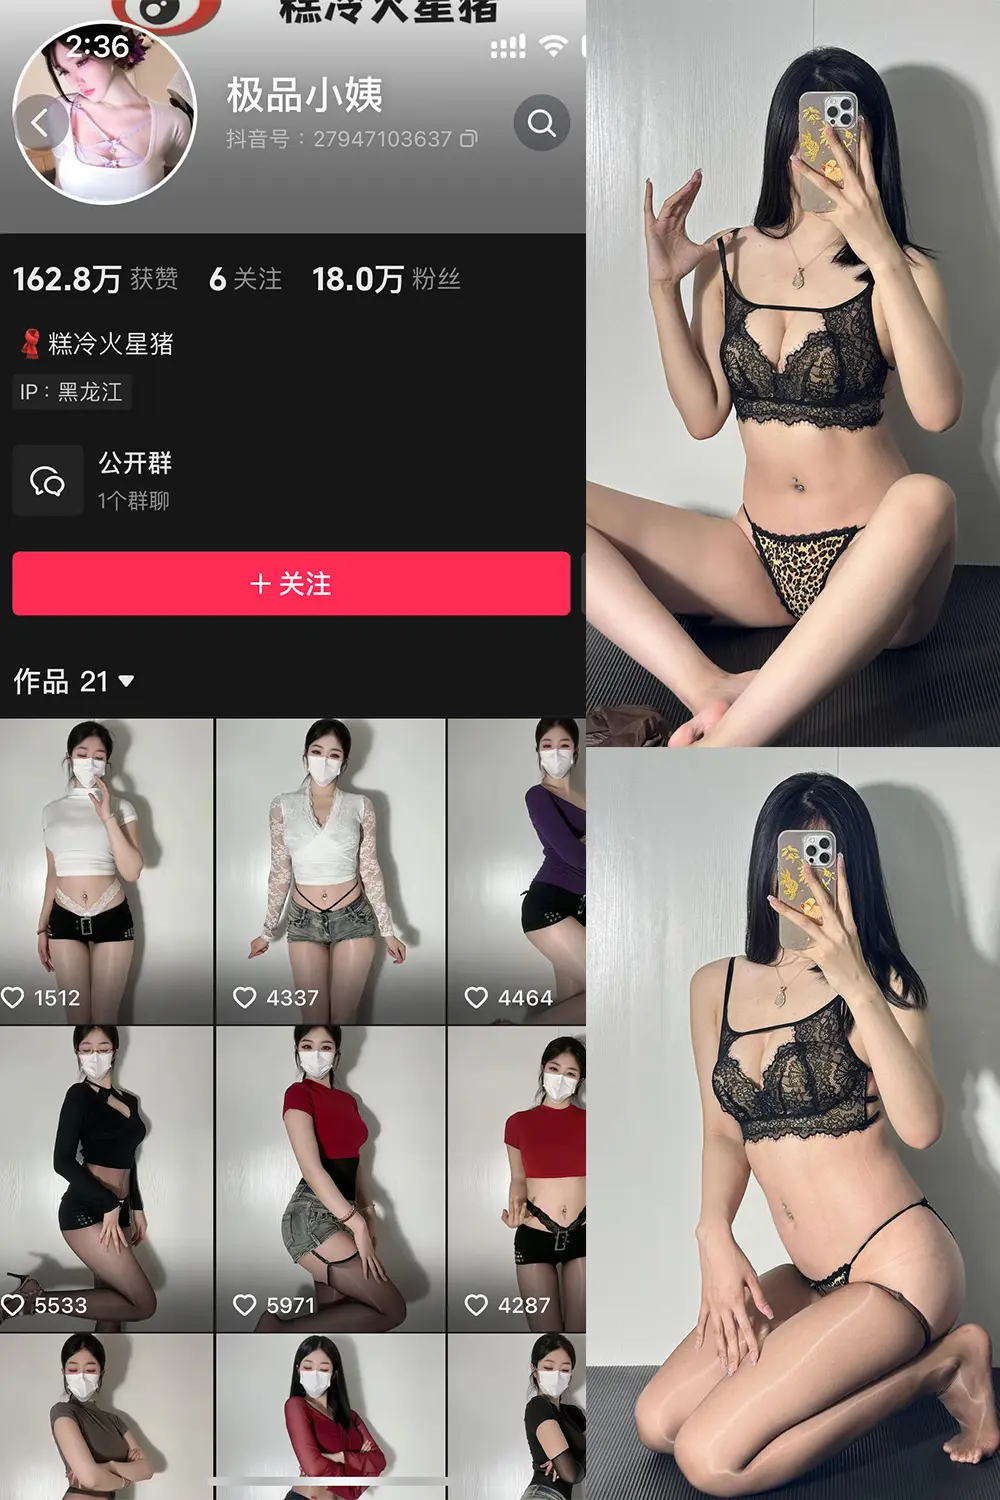 糕冷火星猪
2:36
极品小姨
抖音号：27947103637
162.8万 获赞 6 关注 18.0万 粉丝
糕冷火星猪
IP：黑龙江
公开群
1个群聊
＋关注
作品 21
1512 4337 4464
5533 5971 4287